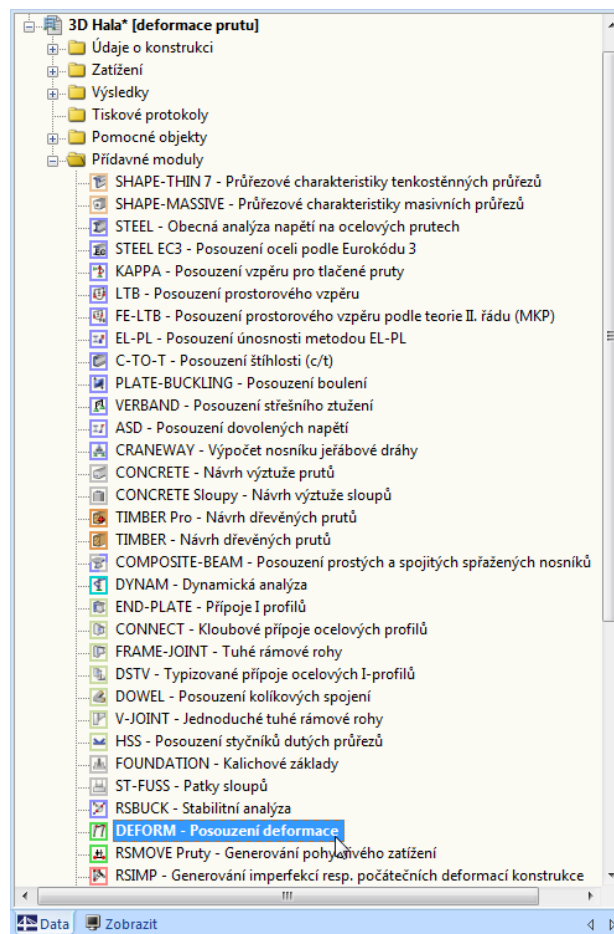 3D Hala* [deformace prutu]
Údaje o konstrukci
Zatížení
Výsledky
Tiskové protokoly
Pomocné objekty
Přídavné moduly
SHAPE-THIN 7 - Průřezové charakteristiky tenkostěnných průřezů
SHAPE-MASSIVE - Průřezové charakteristiky masivních průřezů
STEEL - Obecná analýza napětí na ocelových prutech
STEEL EC3 - Posouzení oceli podle Eurokódu 3
KAPPA - Posouzení vzpěru pro tlačené pruty
LTB - Posouzení prostorového vzpěru
FE-LTB - Posouzení prostorového vzpěru podle teorie II. řádu (MKP)
EL-PL - Posouzení únosnosti metodou EL-PL
C-TO-T - Posouzení štíhlosti (c/t)
PLATE-BUCKLING - Posouzení boulení
VERBAND - Posouzení střešního ztužení
ASD - Posouzení dovolených napětí
CRANEWAY - Výpočet nosníku jeřábové dráhy
CONCRETE - Návrh výztuže prutů
CONCRETE Sloupy - Návrh výztuže sloupů
TIMBER Pro - Návrh dřevěných prutů
TIMBER - Návrh dřevěných prutů
COMPOSITE-BEAM - Posouzení prostých a spojitých spřažených nosníků
DYNAM - Dynamická analýza
END-PLATE - Přípoje I profilů
CONNECT - Kloubové přípoje ocelových profilů
FRAME-JOINT - Tuhé rámové rohy
DSTV - Typizované přípoje ocelových I-profilů
DOWEL - Posouzení kolíkových spojení
V-JOINT - Jednoduché tuhé rámové rohy
HSS - Posouzení styčníků dutých průřezů
FOUNDATION - Kalichové základy
ST-FUSS - Patky sloupů
RSBUCK - Stabilitní analýza
DEFORM - Posouzení deformace
RSMOVE Pruty - Generování pohyblivého zatížení
RSIMP - Generování imperfekcí resp. počátečních deformací konstrukce
Data Zobrazit